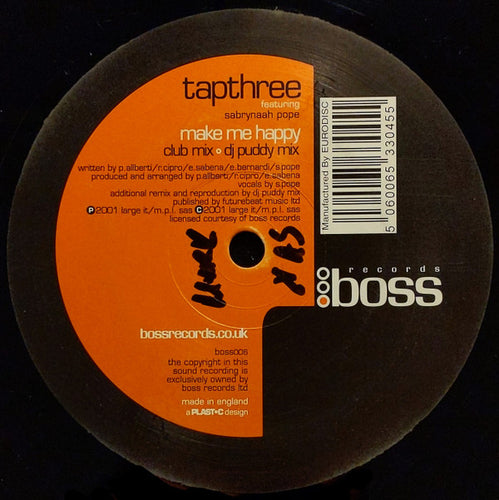 tapthree
featuring
sabrynaah pope
make me happy
club mix dj puddy mix
written by p.aliberti/r.cipro/e.sabena/e.bernardi/s.pope
produced and arranged by p.aliberti/r.cipro/e.sabena
vocals by s.pope
additional remix and reproduction by dj puddy mix
published by futurebeat music ltd
P 2001 large it/m.p.l. sas C 2001 large it/m.p.l. sas
licensed courtesy of boss records
Manufactured By EURODISC
5 060065 330455
records
boss
bossrecords.co.uk
boss006
the copyright in this
sound recording is
exclusively owned by
boss records ltd
made in england
a PLAST•C design